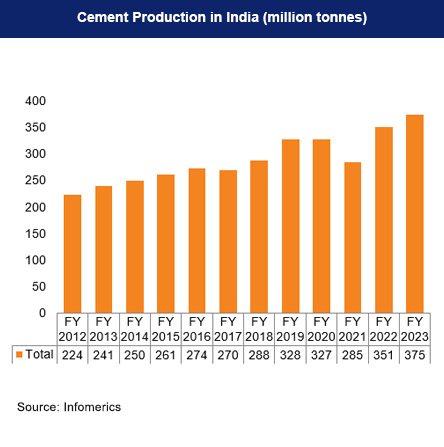 Cement Production in India (million tonnes)
400
350
300
250
200
150
100
50
0
FY 2012 FY 2013 FY 2014 FY 2015 FY 2016 FY 2017 FY 2018 FY 2019 FY 2020 FY 2021 FY 2022 FY 2023
Total 224 241 250 261 274 270 288 328 327 285 351 375
Source: Infomerics